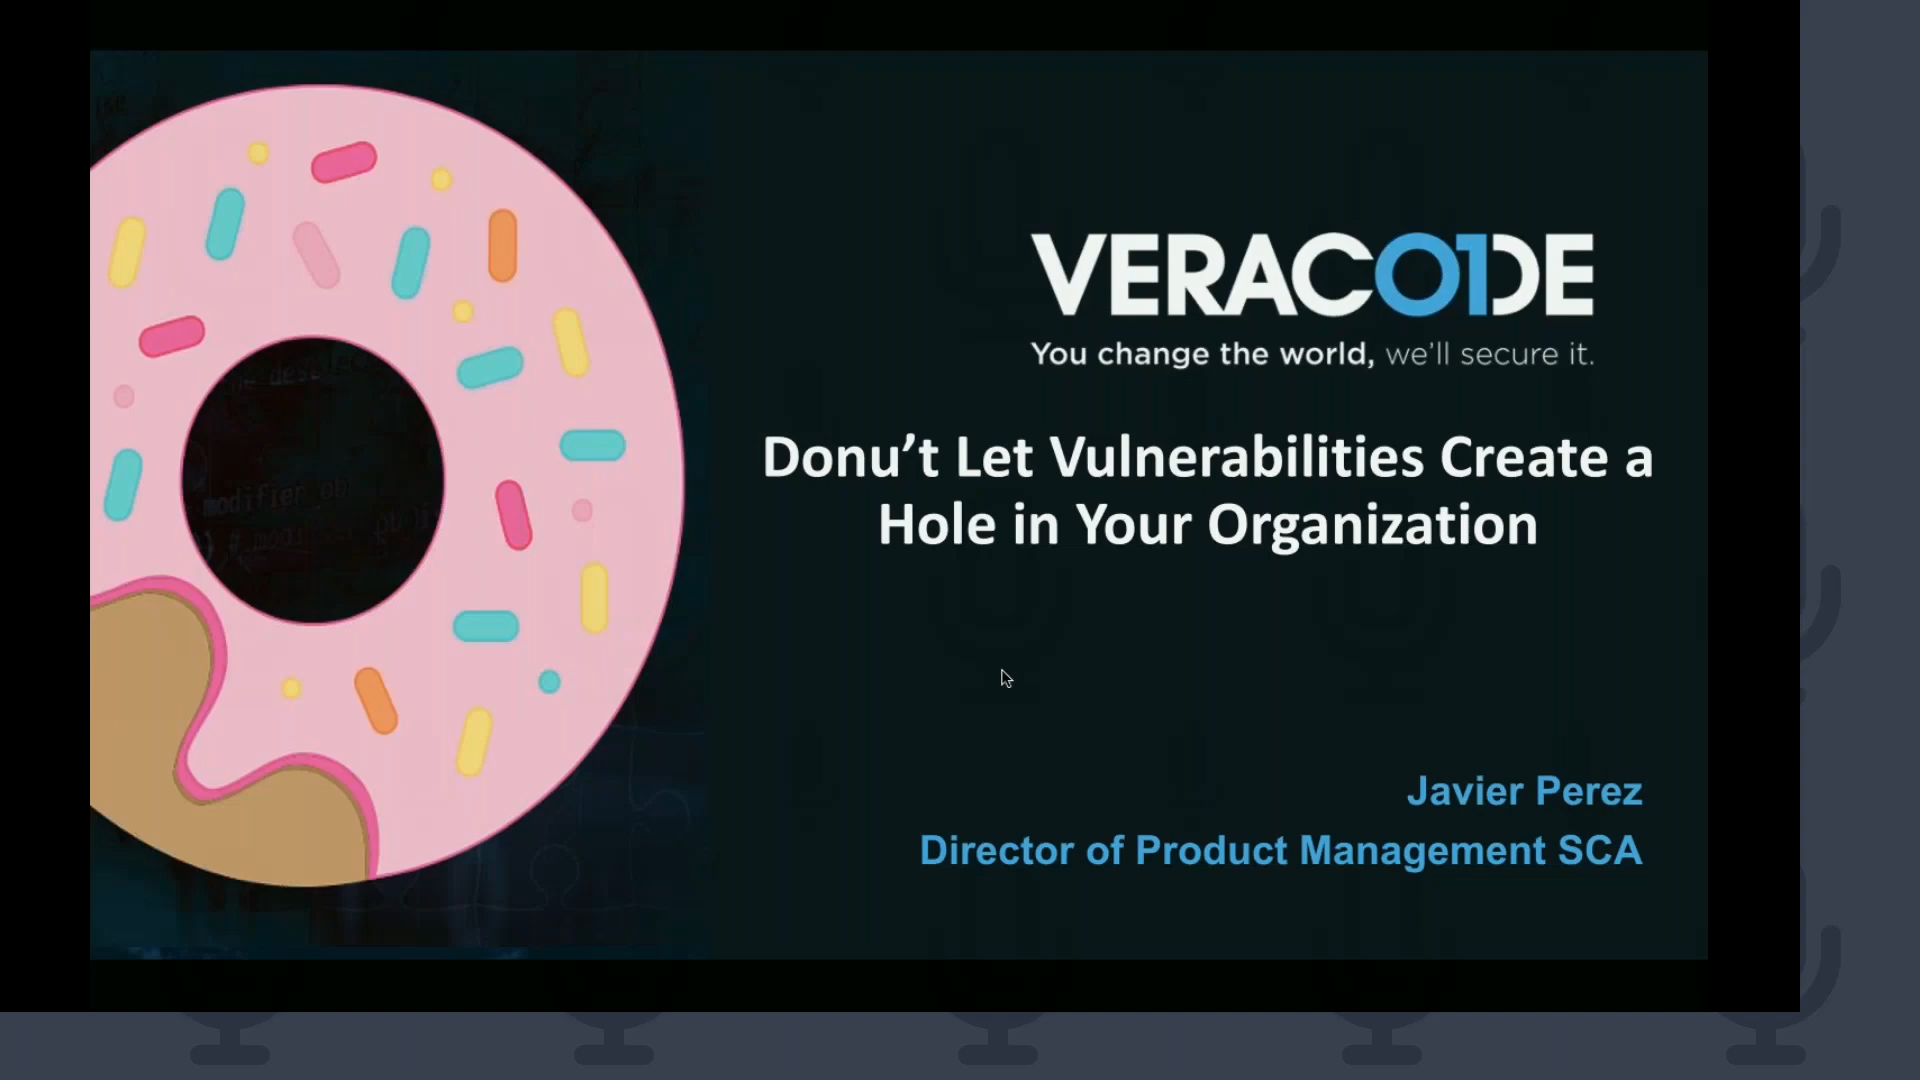 VERACODE
You change the world, we'll secure it.
Donu't Let Vulnerabilities Create a
Hole in Your Organization
Javier Perez
Director of Product Management SCA
modifier_ob